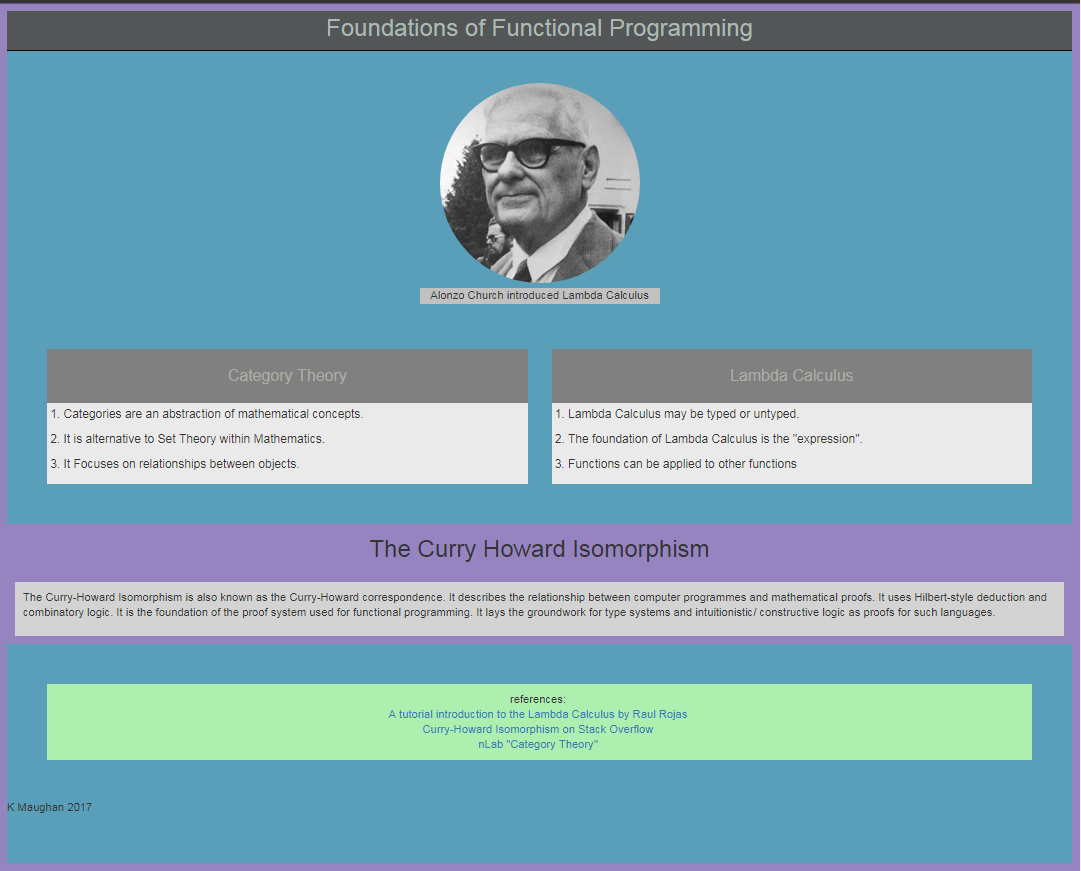 Foundations of Functional Programming
Alonzo Church introduced Lambda Calculus
Category Theory
1. Categories are an abstraction of mathematical concepts.
2. It is alternative to Set Theory within Mathematics.
3. It Focuses on relationships between objects.
Lambda Calculus
1. Lambda Calculus may be typed or untyped.
2. The foundation of Lambda Calculus is the "expression".
3. Functions can be applied to other functions
The Curry Howard Isomorphism
The Curry-Howard Isomorphism is also known as the Curry-Howard correspondence. It describes the relationship between computer programmes and mathematical proofs. It uses Hilbert-style deduction and
combinatory logic. It is the foundation of the proof system used for functional programming. It lays the groundwork for type systems and intuitionistic/ constructive logic as proofs for such languages.
references:
A tutorial introduction to the Lambda Calculus by Raul Rojas
Curry-Howard Isomorphism on Stack Overflow
nLab "Category Theory"
K Maughan 2017